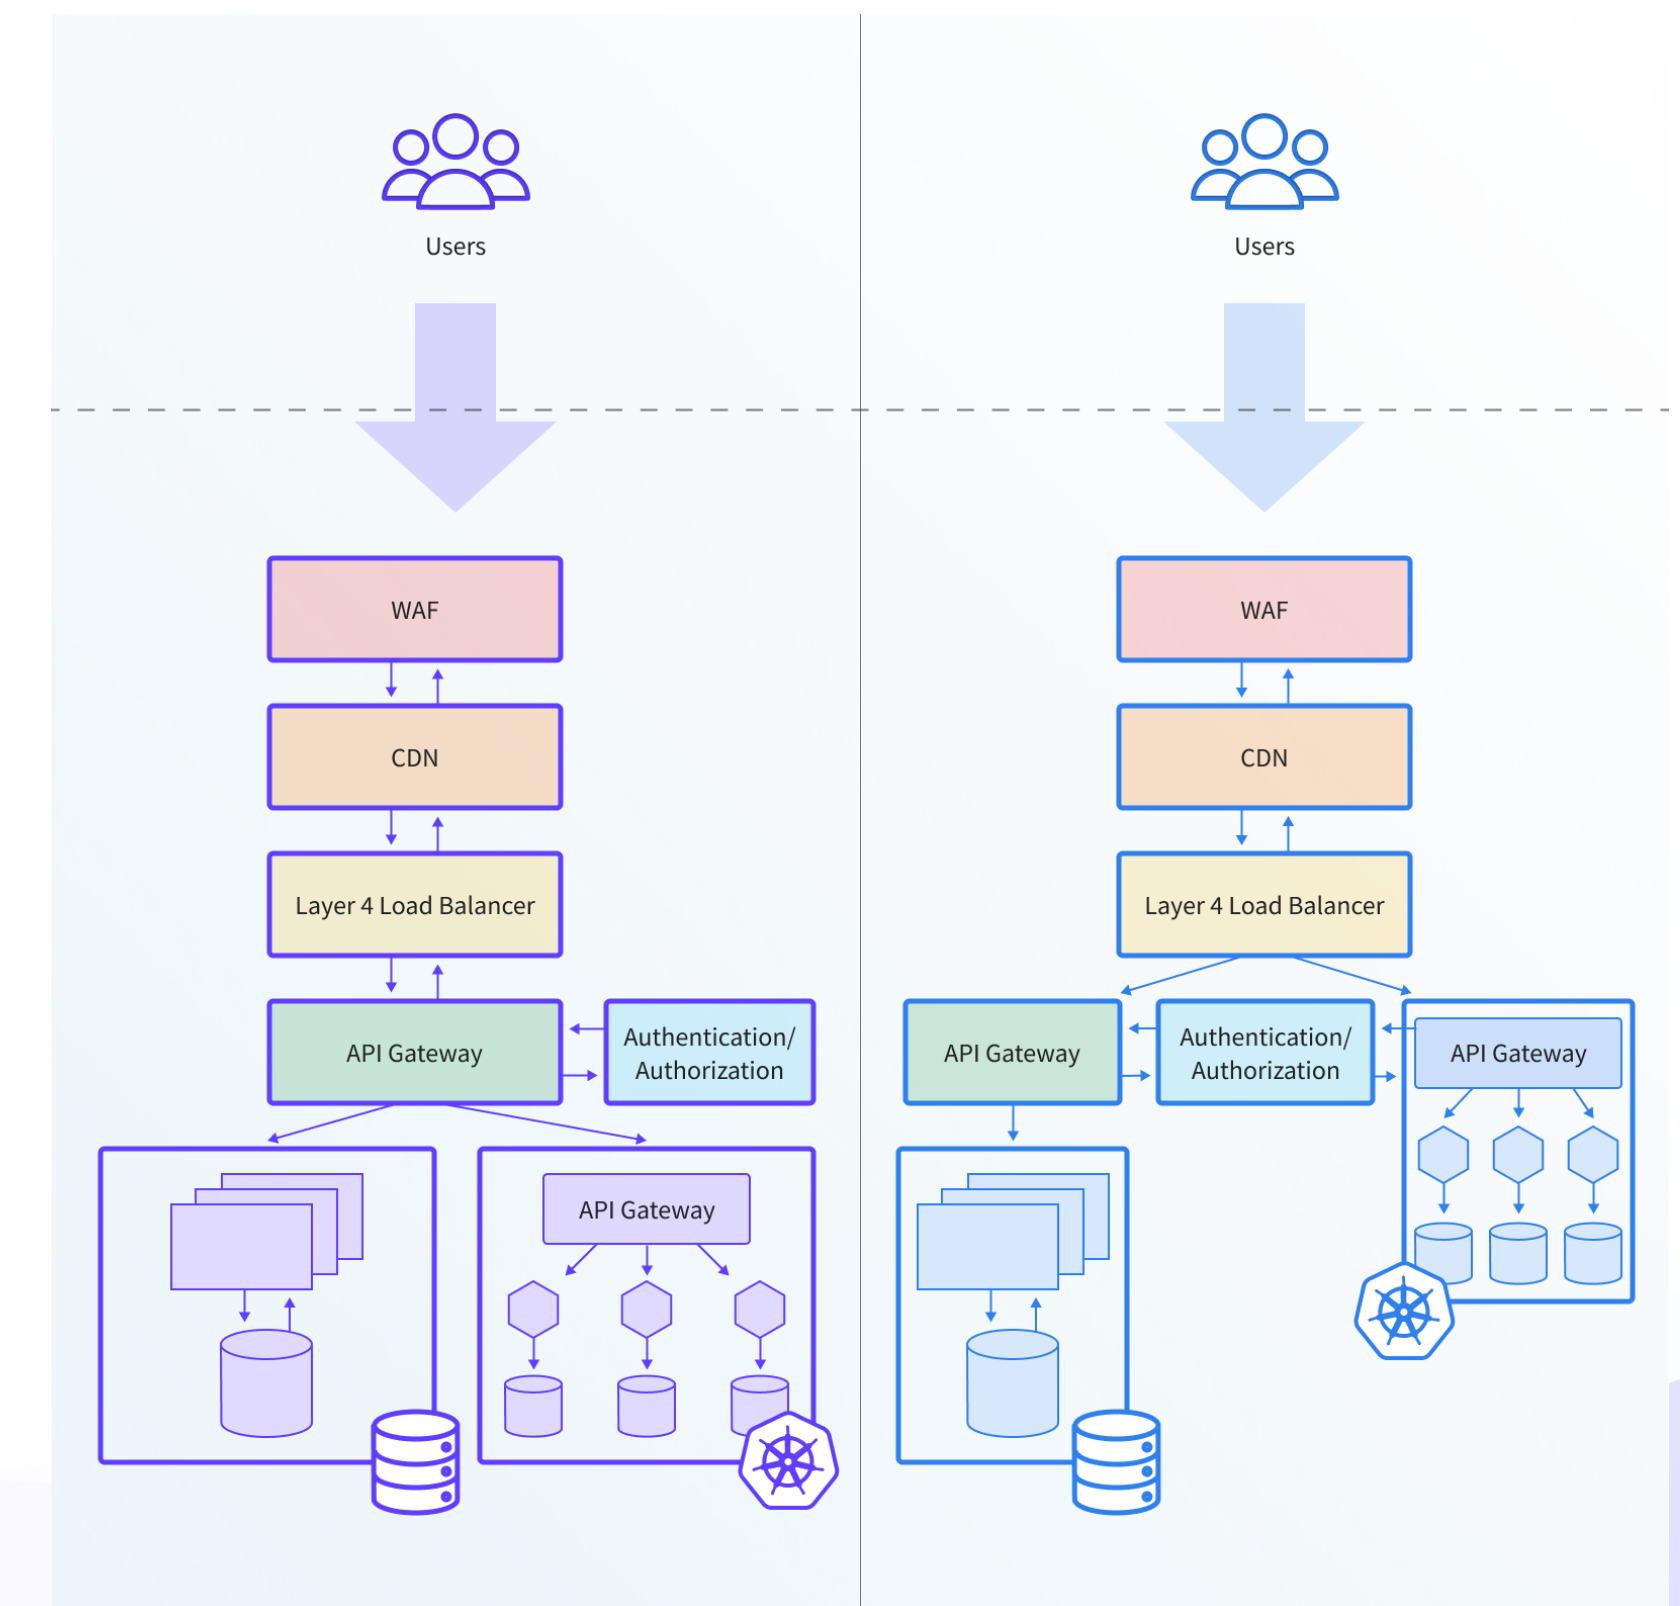 Users
WAF
CDN
Layer 4 Load Balancer
API Gateway
Authentication/
Authorization
API Gateway
Users
WAF
CDN
Layer 4 Load Balancer
API Gateway
Authentication/
Authorization
API Gateway